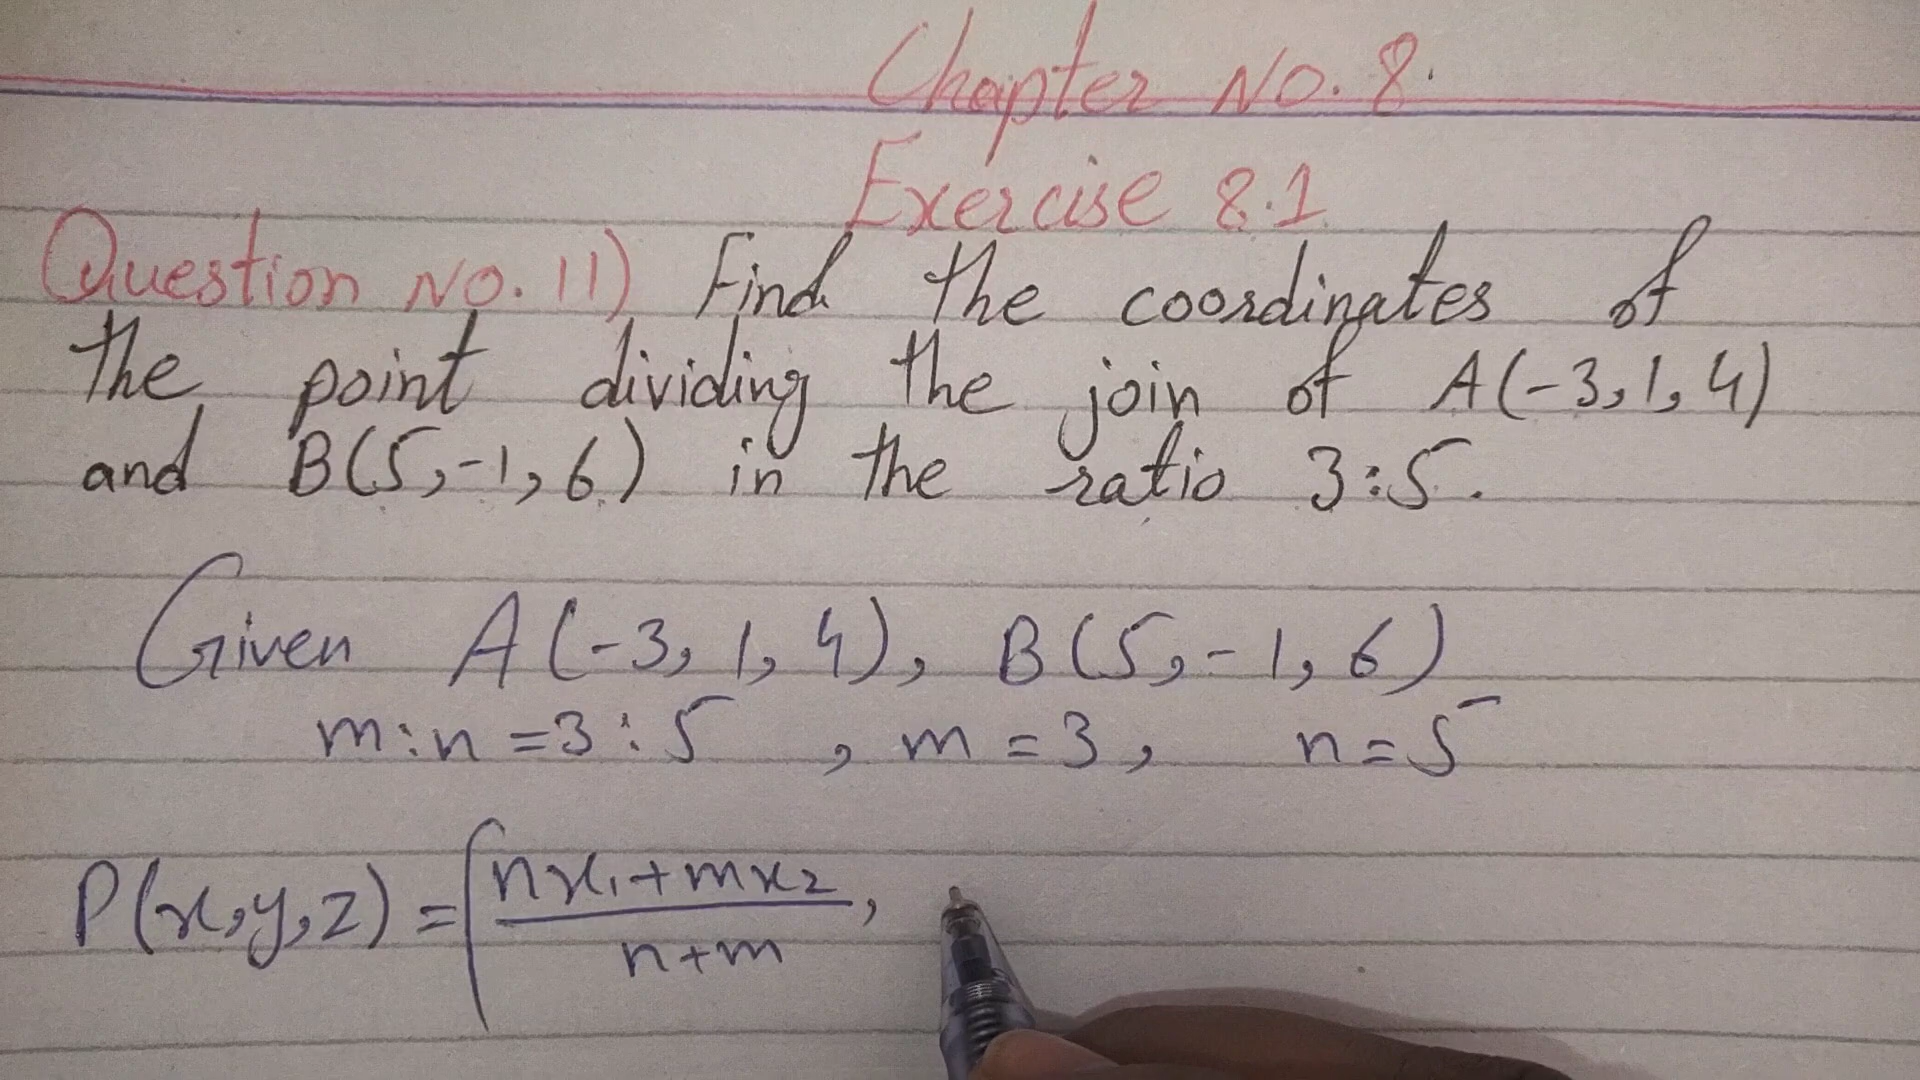 Chapter NO. 8.
Exercise 8.1
Question NO. 11) Find the coordinates of
the point dividing the join of A(-3, 1, 4)
and B(5, -1, 6) in the ratio 3:5.
Given A(-3, 1, 4), B(5, -1, 6)
m:n = 3:5 , m = 3, n = 5
P(x, y, z) = (nx₁ + mx₂ / n + m,